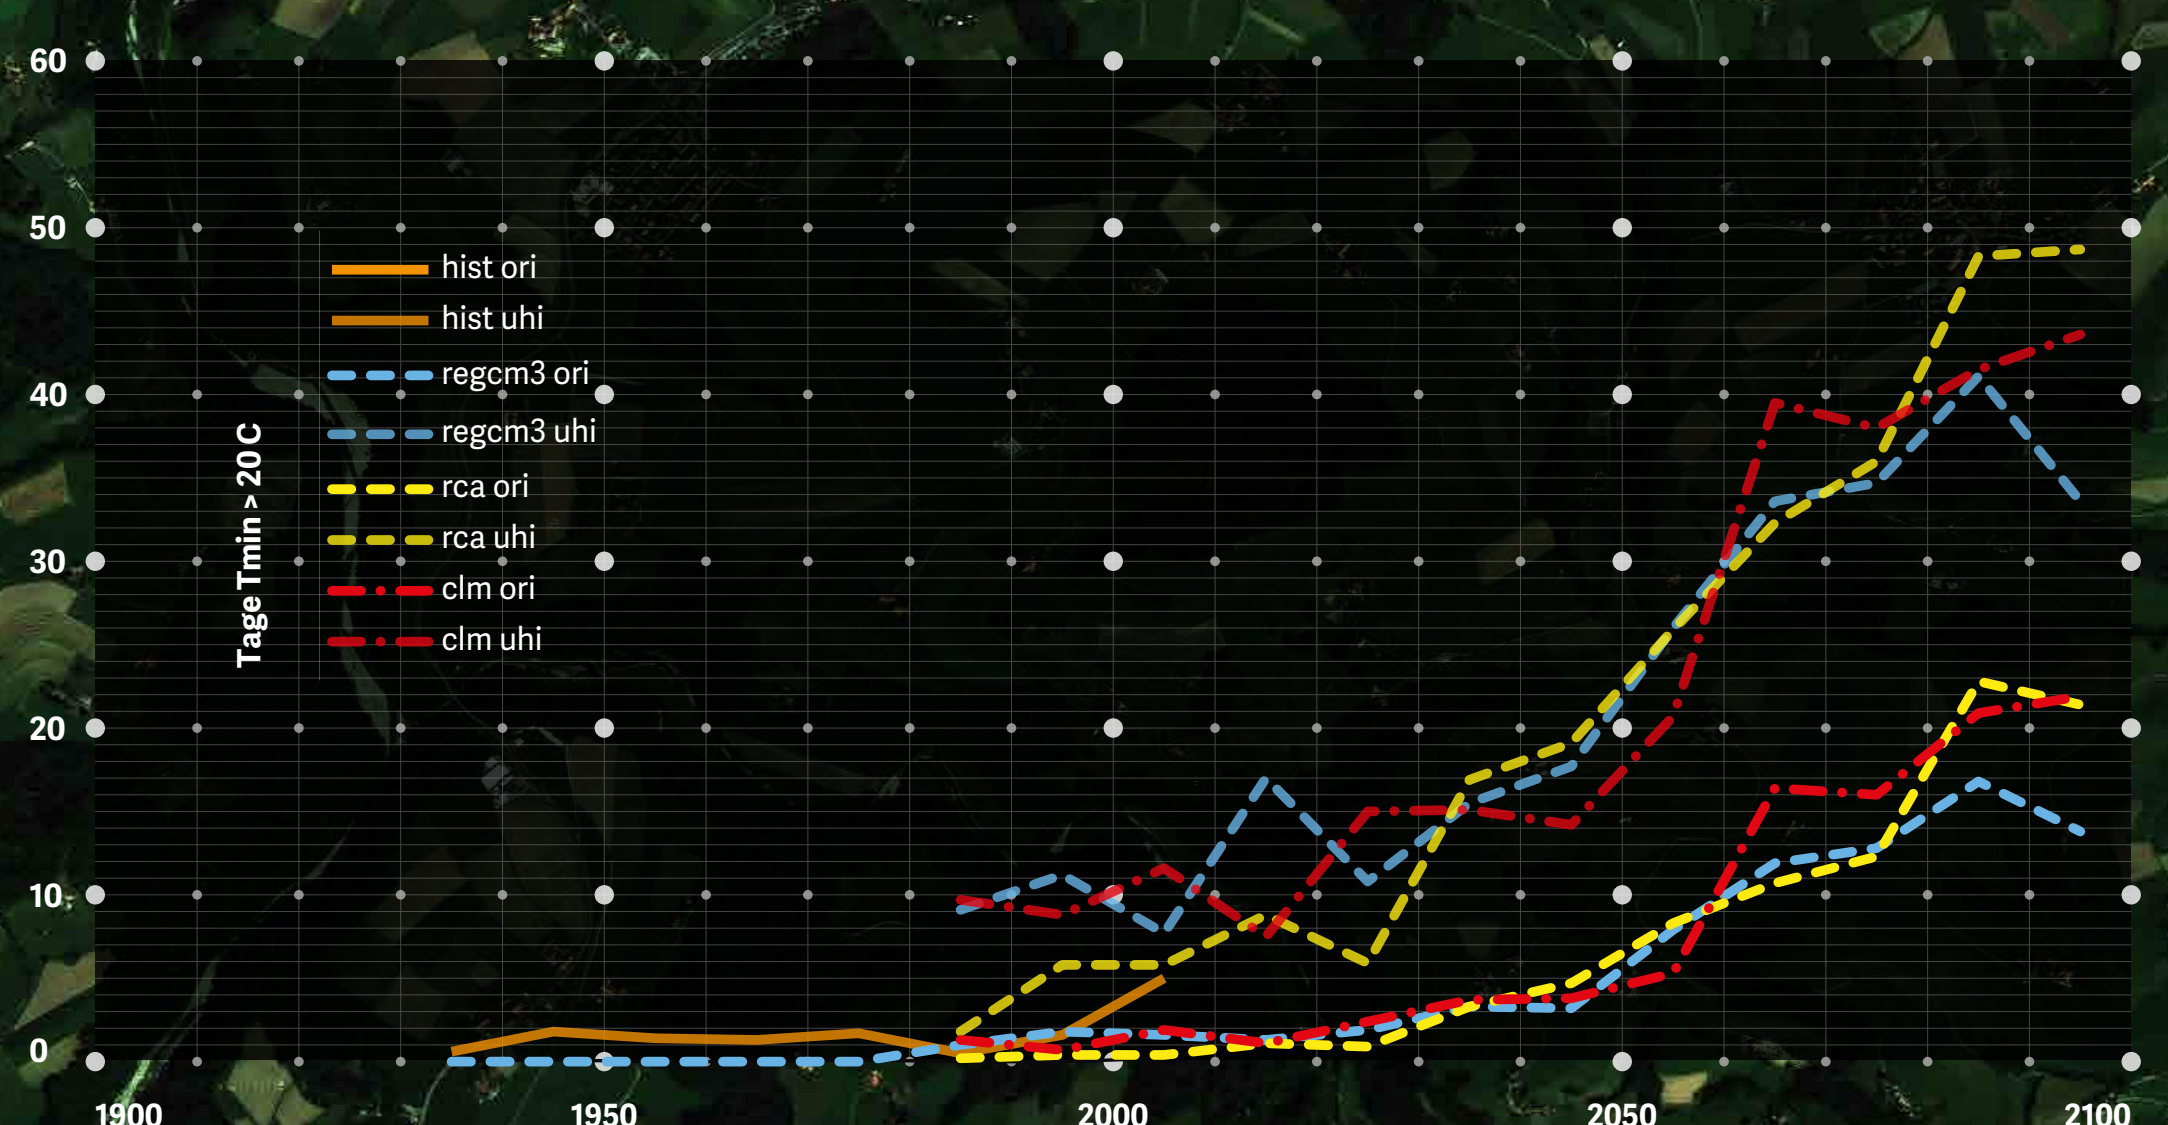 60
50
40
30
20
10
0
Tage Tmin > 20 C
hist ori
hist uhi
regcm3 ori
regcm3 uhi
rca ori
rca uhi
clm ori
clm uhi
1900 1950 2000 2050 2100